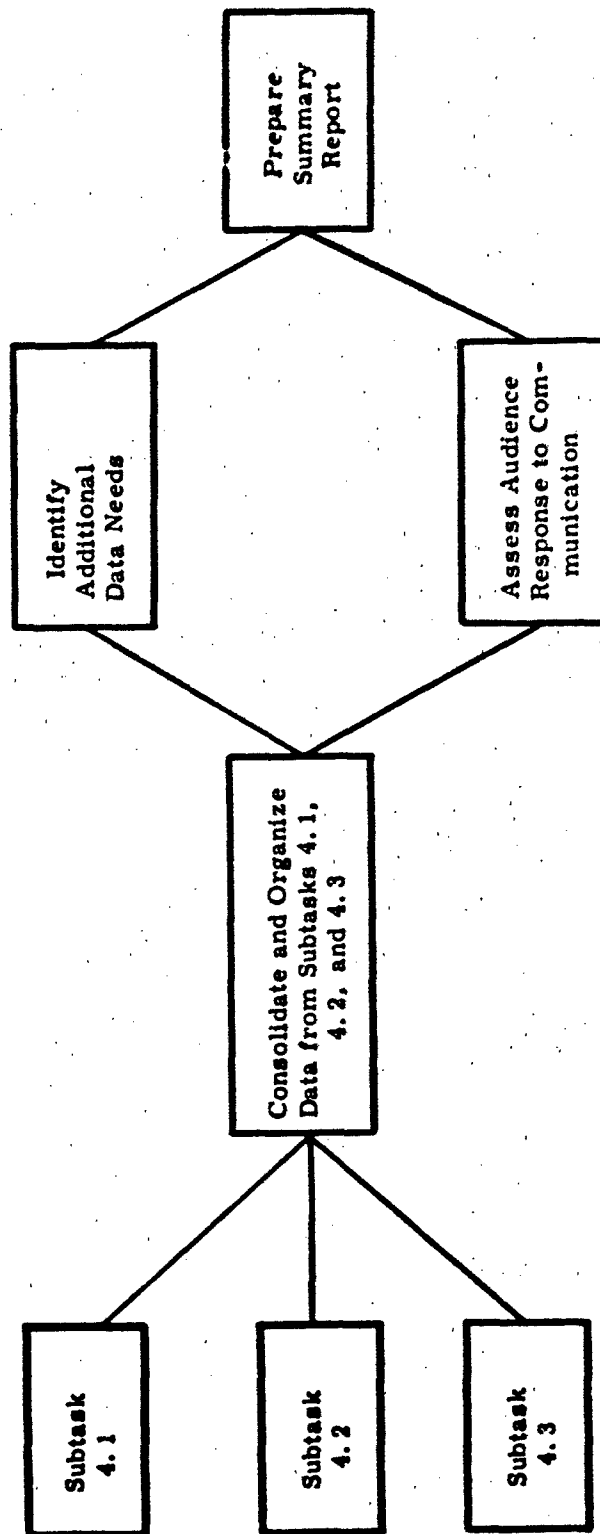 Subtask
4.1
Subtask
4.2
Subtask
4.3
Consolidate and Organize
Data from Subtasks 4.1,
4.2, and 4.3
Identify
Additional
Data Needs
Assess Audience
Response to Com-
munication
Prepare
Summary
Report